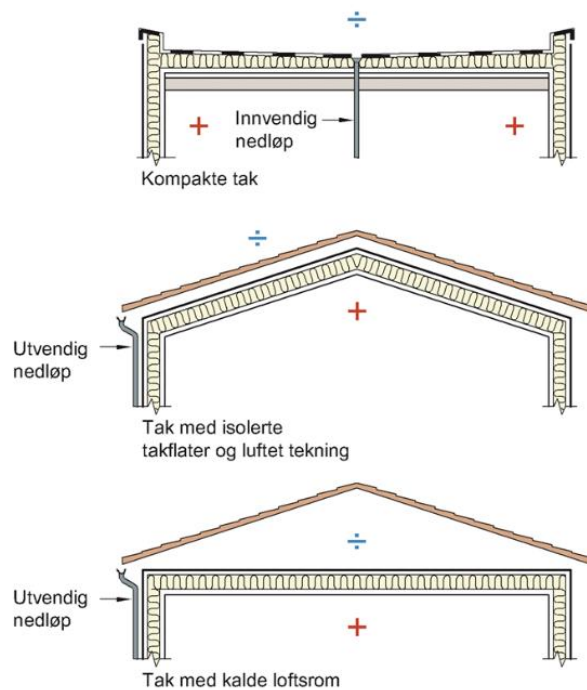 ÷
Innvendig
nedløp
+
+
Kompakte tak
÷
+
Utvendig
nedløp
Tak med isolerte
takflater og luftet tekning
÷
Utvendig
nedløp
+
Tak med kalde loftsrom